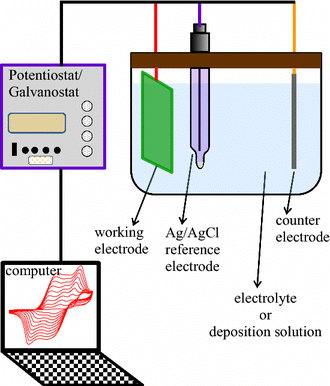 Potentiostat/
Galvanostat
working
electrode
Ag/AgCl
reference
electrode
counter
electrode
computer
electrolyte
or
deposition solution